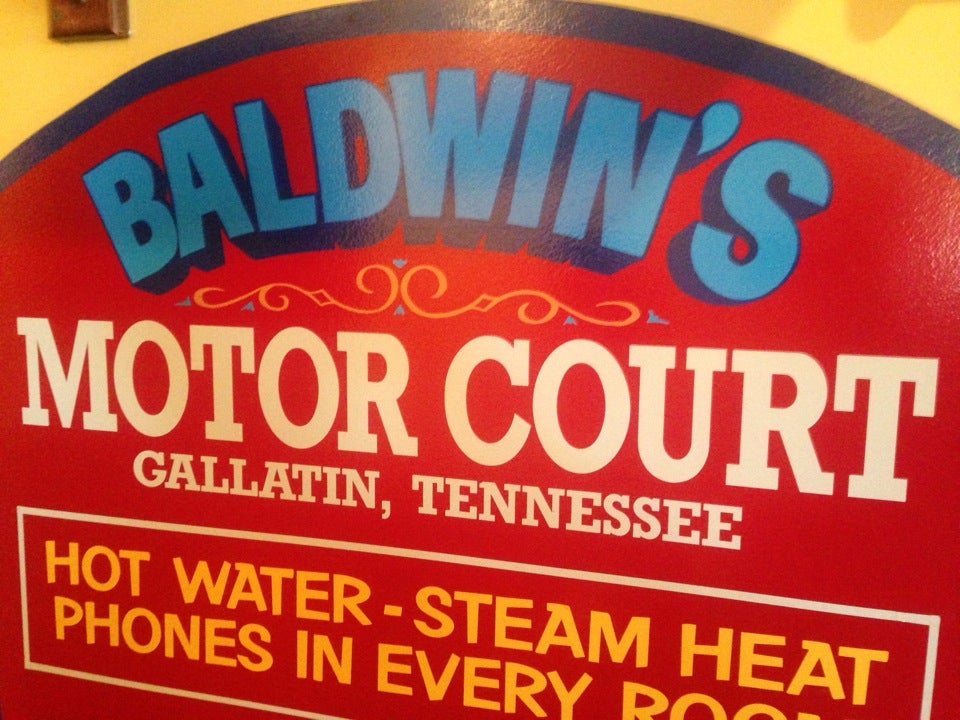 BALDWIN'S
MOTOR COURT
GALLATIN, TENNESSEE
HOT WATER - STEAM HEAT
PHONES IN EVERY